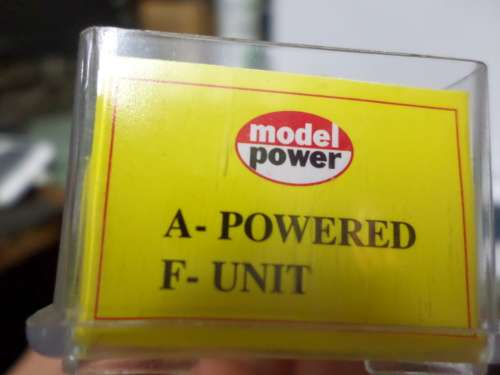 model
power
A- POWERED
F- UNIT